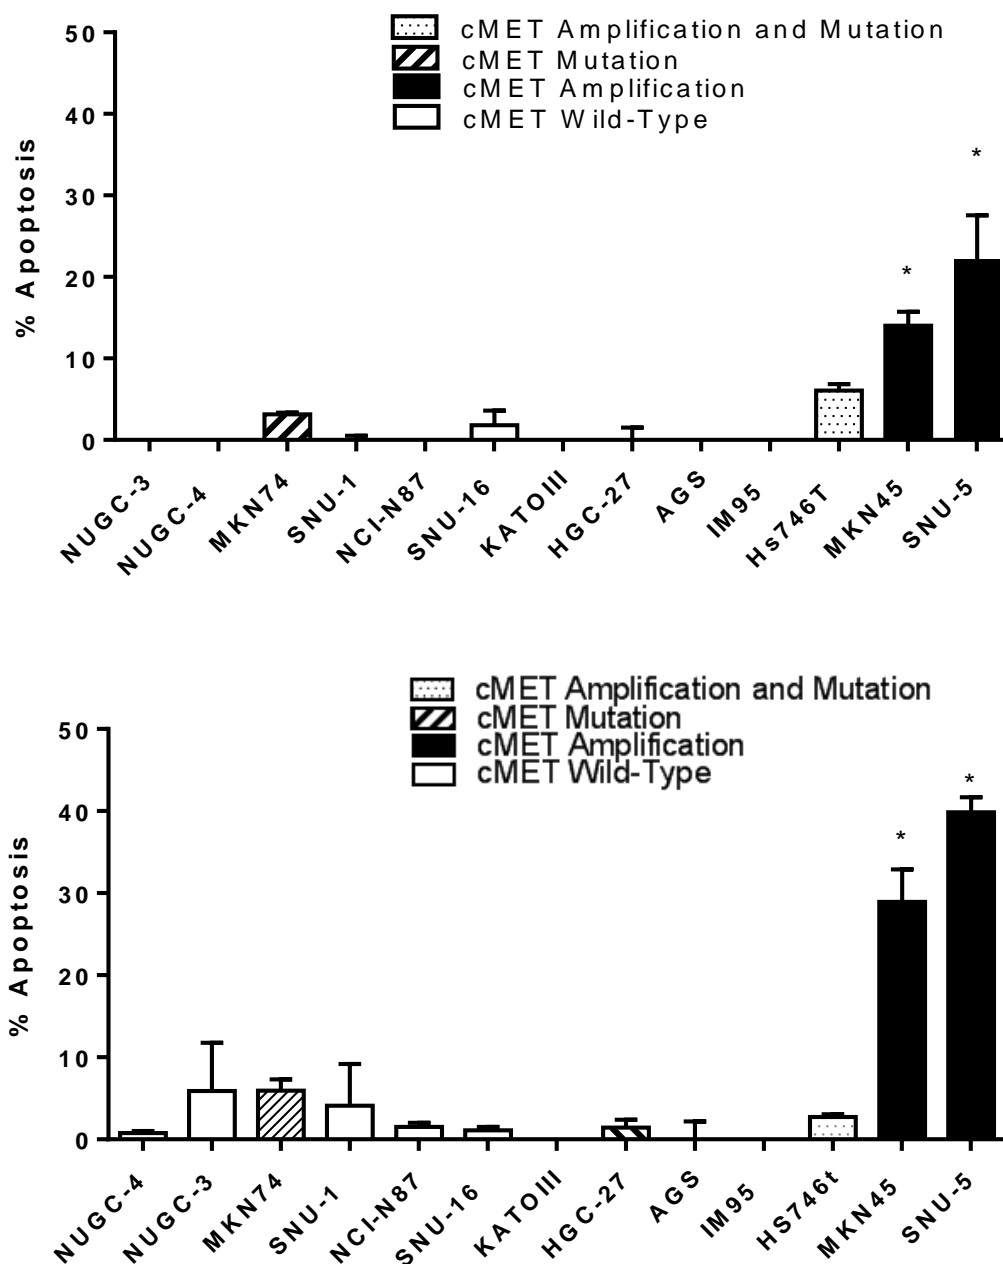 50
40
30
20
10
0
% Apoptosis
cMET Amplification and Mutation
cMET Mutation
cMET Amplification
cMET Wild-Type
*
*
NUGC-3
NUGC-4
MKN74
SNU-1
NCI-N87
SNU-16
KATOIII
HGC-27
AGS
IM95
Hs746T
MKN45
SNU-5
50
40
30
20
10
0
% Apoptosis
cMET Amplification and Mutation
cMET Mutation
cMET Amplification
cMET Wild-Type
*
*
NUGC-4
NUGC-3
MKN74
SNU-1
NCI-N87
SNU-16
KATOIII
HGC-27
AGS
IM95
HS746t
MKN45
SNU-5